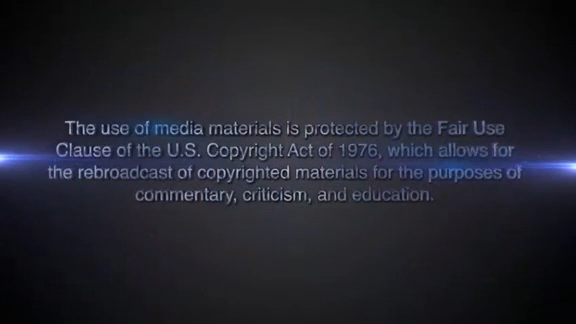 The use of media materials is protected by the Fair Use
Clause of the U.S. Copyright Act of 1976, which allows for
the rebroadcast of copyrighted materials for the purposes of
commentary, criticism, and education.